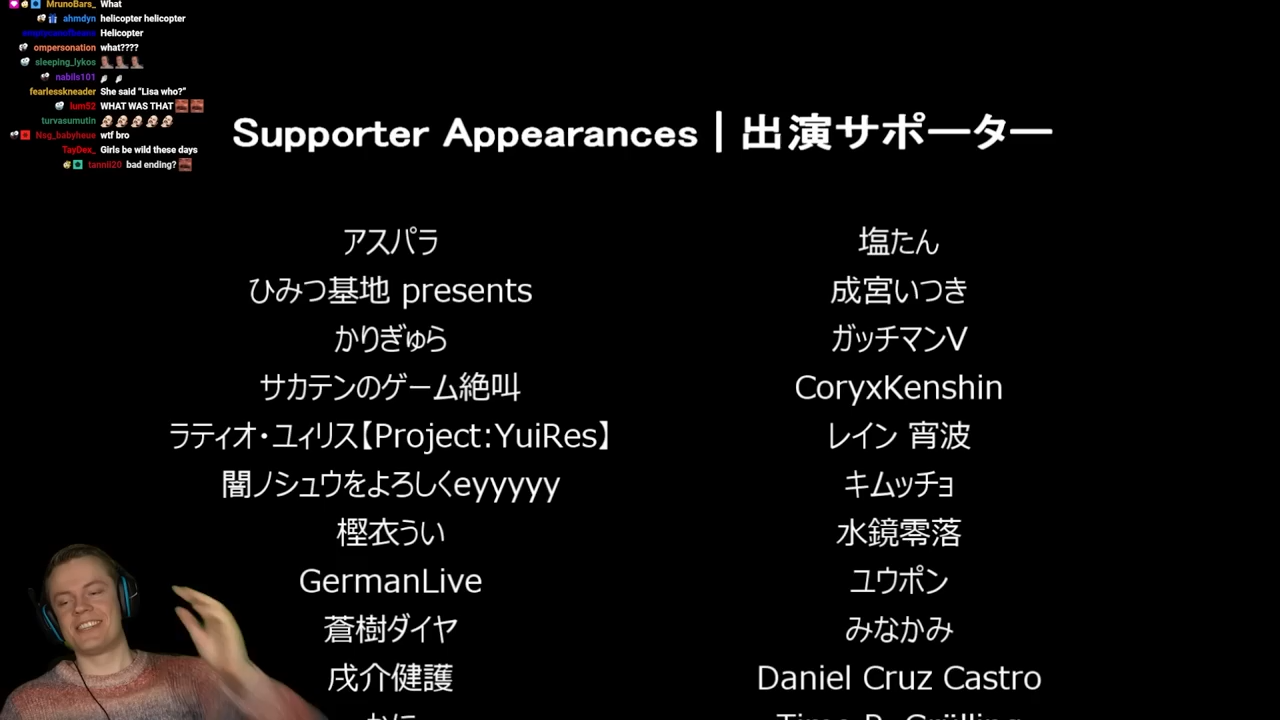 MrunoBars_ What
ahmdyn helicopter helicopter
Helicopter
ompersonation what????
sleeping_lykos
nabils101
fearlesskneader She said “Lisa who?”
lum52 WHAT WAS THAT
turvasumutin
Nsg_babyheue wtf bro
TayDex_ Girls be wild these days
tannii20 bad ending?
Supporter Appearances | 出演サポーター
アスパラ 塩たん
ひみつ基地 presents 成宮いつき
かりぎゅら ガッチマンV
サカテンのゲーム絶叫 CoryxKenshin
ラティオ・ユィリス【Project:YuiRes】 レイン 宵波
闇ノシュウをよろしくeyyyyy キムッチョ
樫衣うい 水鏡零落
GermanLive ユウポン
蒼樹ダイヤ みなかみ
戌介健護 Daniel Cruz Castro